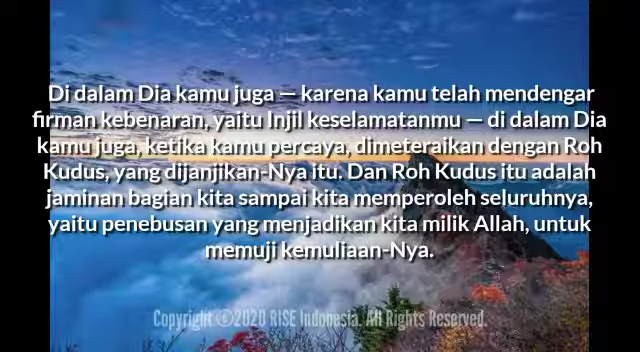 Di dalam Dia kamu juga — karena kamu telah mendengar
firman kebenaran, yaitu Injil keselamatanmu — di dalam Dia
kamu juga, ketika kamu percaya, dimeteraikan dengan Roh
Kudus, yang dijanjikan-Nya itu. Dan Roh Kudus itu adalah
jaminan bagian kita sampai kita memperoleh seluruhnya,
yaitu penebusan yang menjadikan kita milik Allah, untuk
memuji kemuliaan-Nya.
Copyright ©2020 RISE Indonesia. All Rights Reserved.